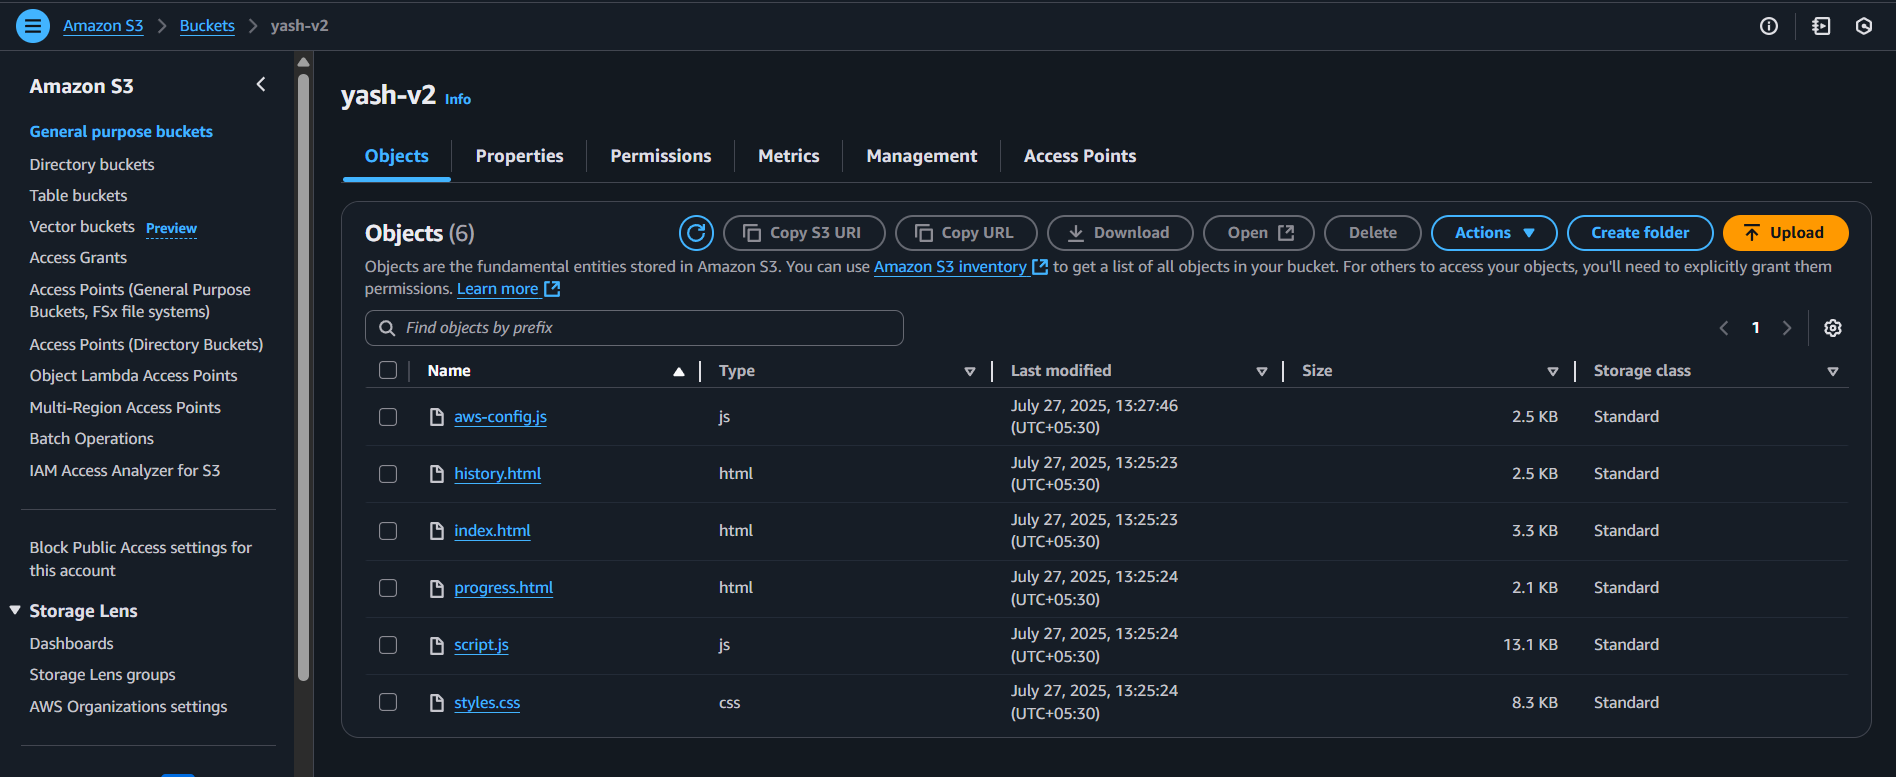 Amazon S3 > Buckets > yash-v2
Amazon S3
General purpose buckets
Directory buckets
Table buckets
Vector buckets Preview
Access Grants
Access Points (General Purpose
Buckets, FSx file systems)
Access Points (Directory Buckets)
Object Lambda Access Points
Multi-Region Access Points
Batch Operations
IAM Access Analyzer for S3
Block Public Access settings for
this account
Storage Lens
Dashboards
Storage Lens groups
AWS Organizations settings
yash-v2 Info
Objects Properties Permissions Metrics Management Access Points
Objects (6) Copy S3 URI Copy URL Download Open Delete Actions Create folder Upload
Objects are the fundamental entities stored in Amazon S3. You can use Amazon S3 inventory to get a list of all objects in your bucket. For others to access your objects, you'll need to explicitly grant them
permissions. Learn more
Find objects by prefix 1
Name Type Last modified Size Storage class
aws-config.js js July 27, 2025, 13:27:46 2.5 KB Standard
(UTC+05:30)
history.html html July 27, 2025, 13:25:23 2.5 KB Standard
(UTC+05:30)
index.html html July 27, 2025, 13:25:23 3.3 KB Standard
(UTC+05:30)
progress.html html July 27, 2025, 13:25:24 2.1 KB Standard
(UTC+05:30)
script.js js July 27, 2025, 13:25:24 13.1 KB Standard
(UTC+05:30)
styles.css css July 27, 2025, 13:25:24 8.3 KB Standard
(UTC+05:30)